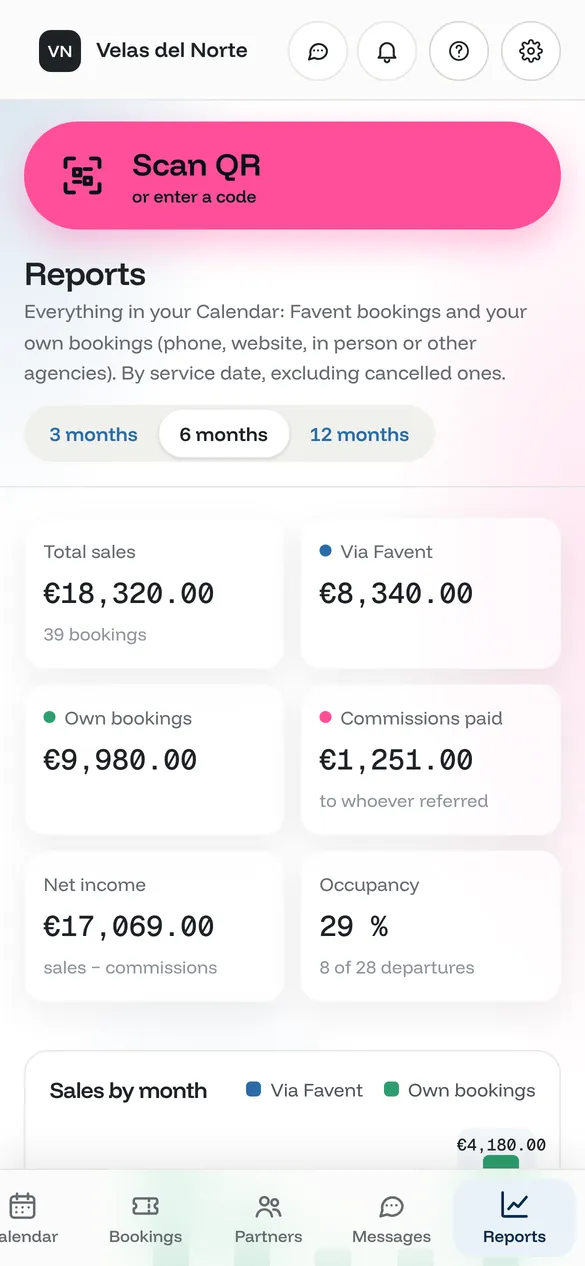 VN Velas del Norte
Scan QR
or enter a code
Reports
Everything in your Calendar: Favent bookings and your
own bookings (phone, website, in person or other
agencies). By service date, excluding cancelled ones.
3 months 6 months 12 months
Total sales
€18,320.00
39 bookings
Via Favent
€8,340.00
Own bookings
€9,980.00
Commissions paid
€1,251.00
to whoever referred
Net income
€17,069.00
sales − commissions
Occupancy
29 %
8 of 28 departures
Sales by month Via Favent Own bookings
€4,180.00
alendar Bookings Partners Messages Reports